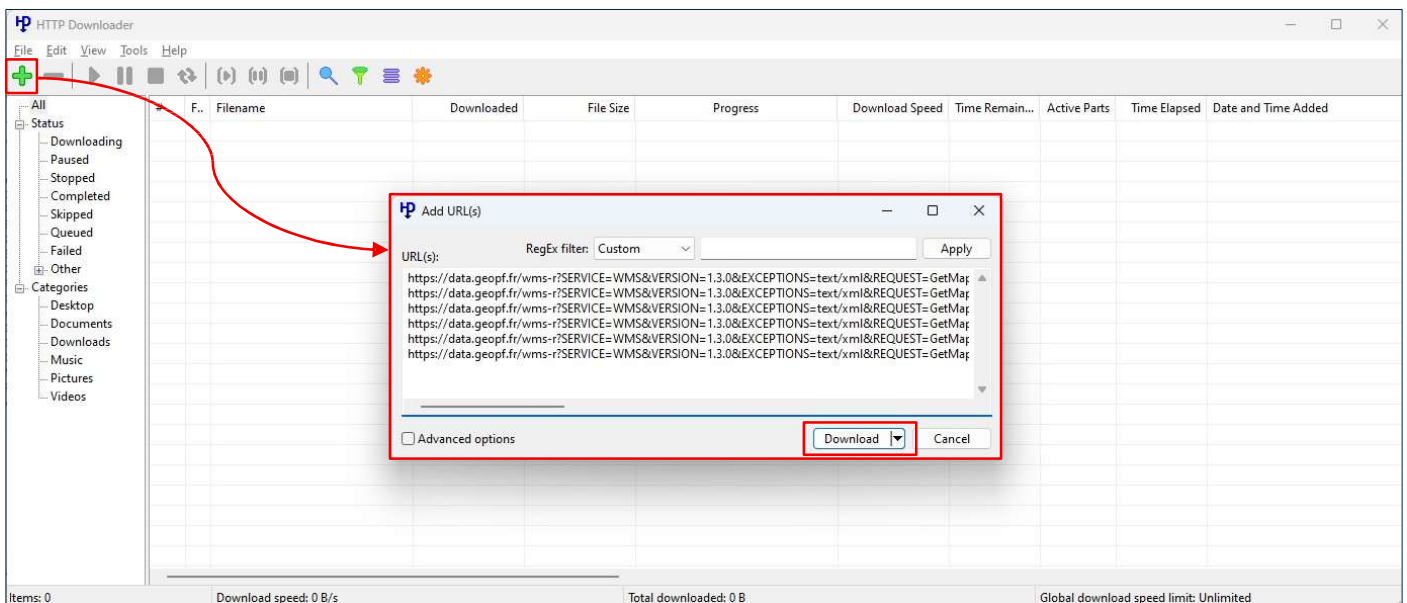 HTTP Downloader
File Edit View Tools Help
All
Status
Downloading
Paused
Stopped
Completed
Skipped
Queued
Failed
Other
Categories
Desktop
Documents
Downloads
Music
Pictures
Videos
# F.. Filename Downloaded File Size Progress Download Speed Time Remain... Active Parts Time Elapsed Date and Time Added
Add URL(s)
URL(s): RegEx filter: Custom Apply
https://data.geopf.fr/wms-r?SERVICE=WMS&VERSION=1.3.0&EXCEPTIONS=text/xml&REQUEST=GetMap
https://data.geopf.fr/wms-r?SERVICE=WMS&VERSION=1.3.0&EXCEPTIONS=text/xml&REQUEST=GetMap
https://data.geopf.fr/wms-r?SERVICE=WMS&VERSION=1.3.0&EXCEPTIONS=text/xml&REQUEST=GetMap
https://data.geopf.fr/wms-r?SERVICE=WMS&VERSION=1.3.0&EXCEPTIONS=text/xml&REQUEST=GetMap
https://data.geopf.fr/wms-r?SERVICE=WMS&VERSION=1.3.0&EXCEPTIONS=text/xml&REQUEST=GetMap
https://data.geopf.fr/wms-r?SERVICE=WMS&VERSION=1.3.0&EXCEPTIONS=text/xml&REQUEST=GetMap
Advanced options Download Cancel
Items: 0 Download speed: 0 B/s Total downloaded: 0 B Global download speed limit: Unlimited